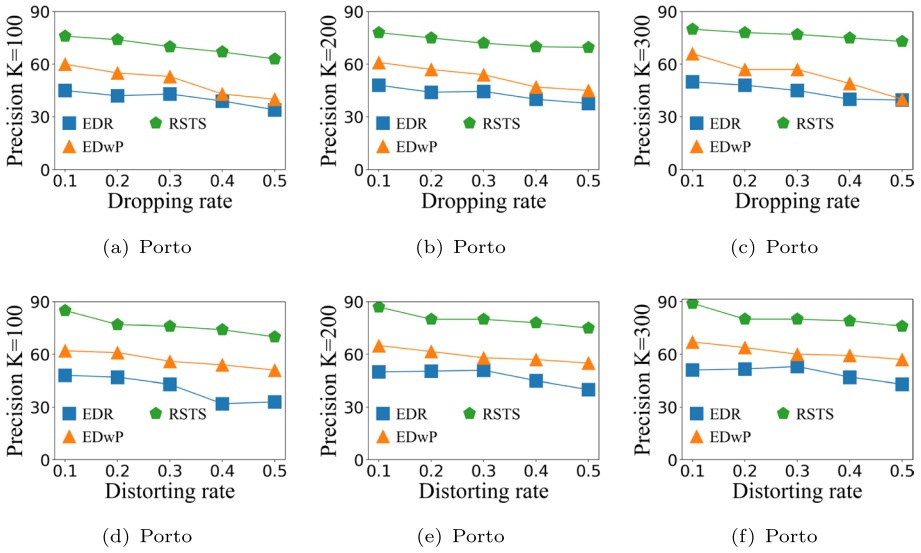 Precision K=100
90
60
30
0
EDR
RSTS
EDwP
0.1 0.2 0.3 0.4 0.5
Dropping rate
(a) Porto
Precision K=200
90
60
30
0
EDR
RSTS
EDwP
0.1 0.2 0.3 0.4 0.5
Dropping rate
(b) Porto
Precision K=300
90
60
30
0
EDR
RSTS
EDwP
0.1 0.2 0.3 0.4 0.5
Dropping rate
(c) Porto
Precision K=100
90
60
30
0
EDR
RSTS
EDwP
0.1 0.2 0.3 0.4 0.5
Distorting rate
(d) Porto
Precision K=200
90
60
30
0
EDR
RSTS
EDwP
0.1 0.2 0.3 0.4 0.5
Distorting rate
(e) Porto
Precision K=300
90
60
30
0
EDR
RSTS
EDwP
0.1 0.2 0.3 0.4 0.5
Distorting rate
(f) Porto